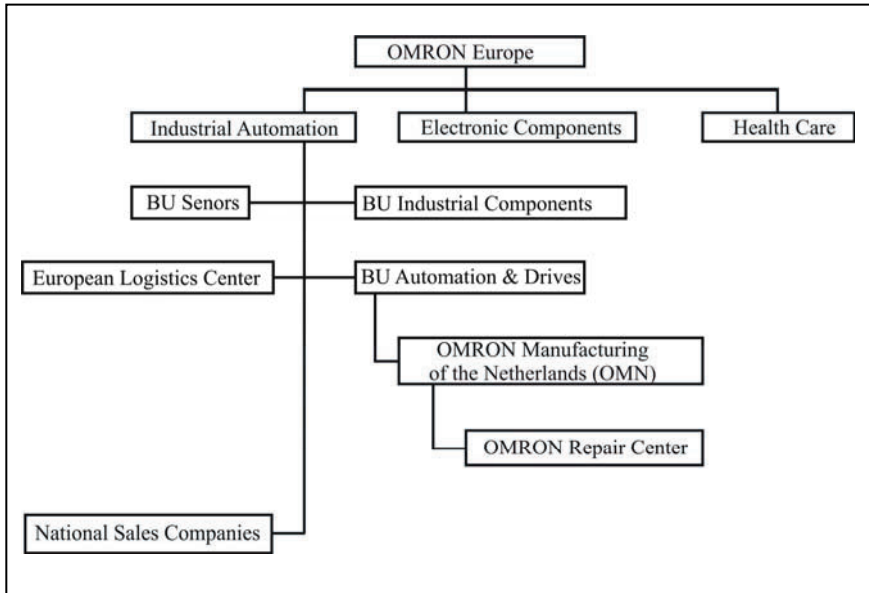 OMRON Europe
Industrial Automation
Electronic Components
Health Care
BU Senors
BU Industrial Components
European Logistics Center
BU Automation & Drives
OMRON Manufacturing
of the Netherlands (OMN)
OMRON Repair Center
National Sales Companies